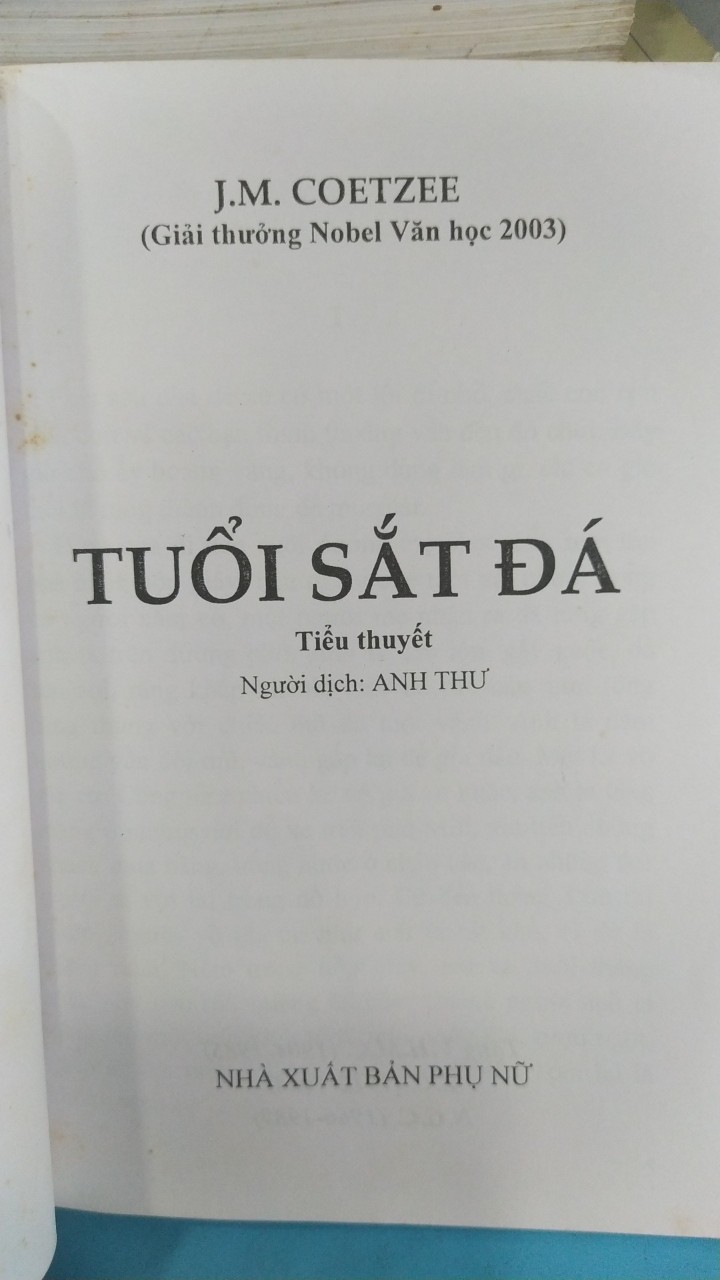 J.M. COETZEE
(Giải thưởng Nobel Văn học 2003)
TUỔI SẮT ĐÁ
Tiểu thuyết
Người dịch: ANH THƯ
NHÀ XUẤT BẢN PHỤ NỮ